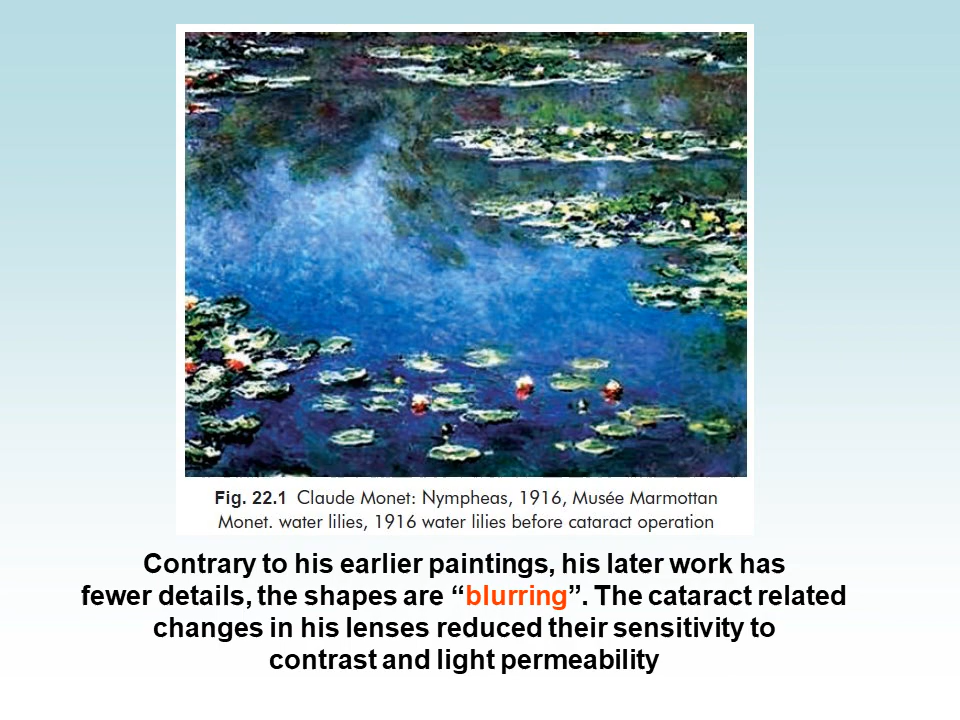 Fig. 22.1 Claude Monet: Nympheas, 1916, Musée Marmottan
Monet. water lilies, 1916 water lilies before cataract operation
Contrary to his earlier paintings, his later work has
fewer details, the shapes are “blurring”. The cataract related
changes in his lenses reduced their sensitivity to
contrast and light permeability